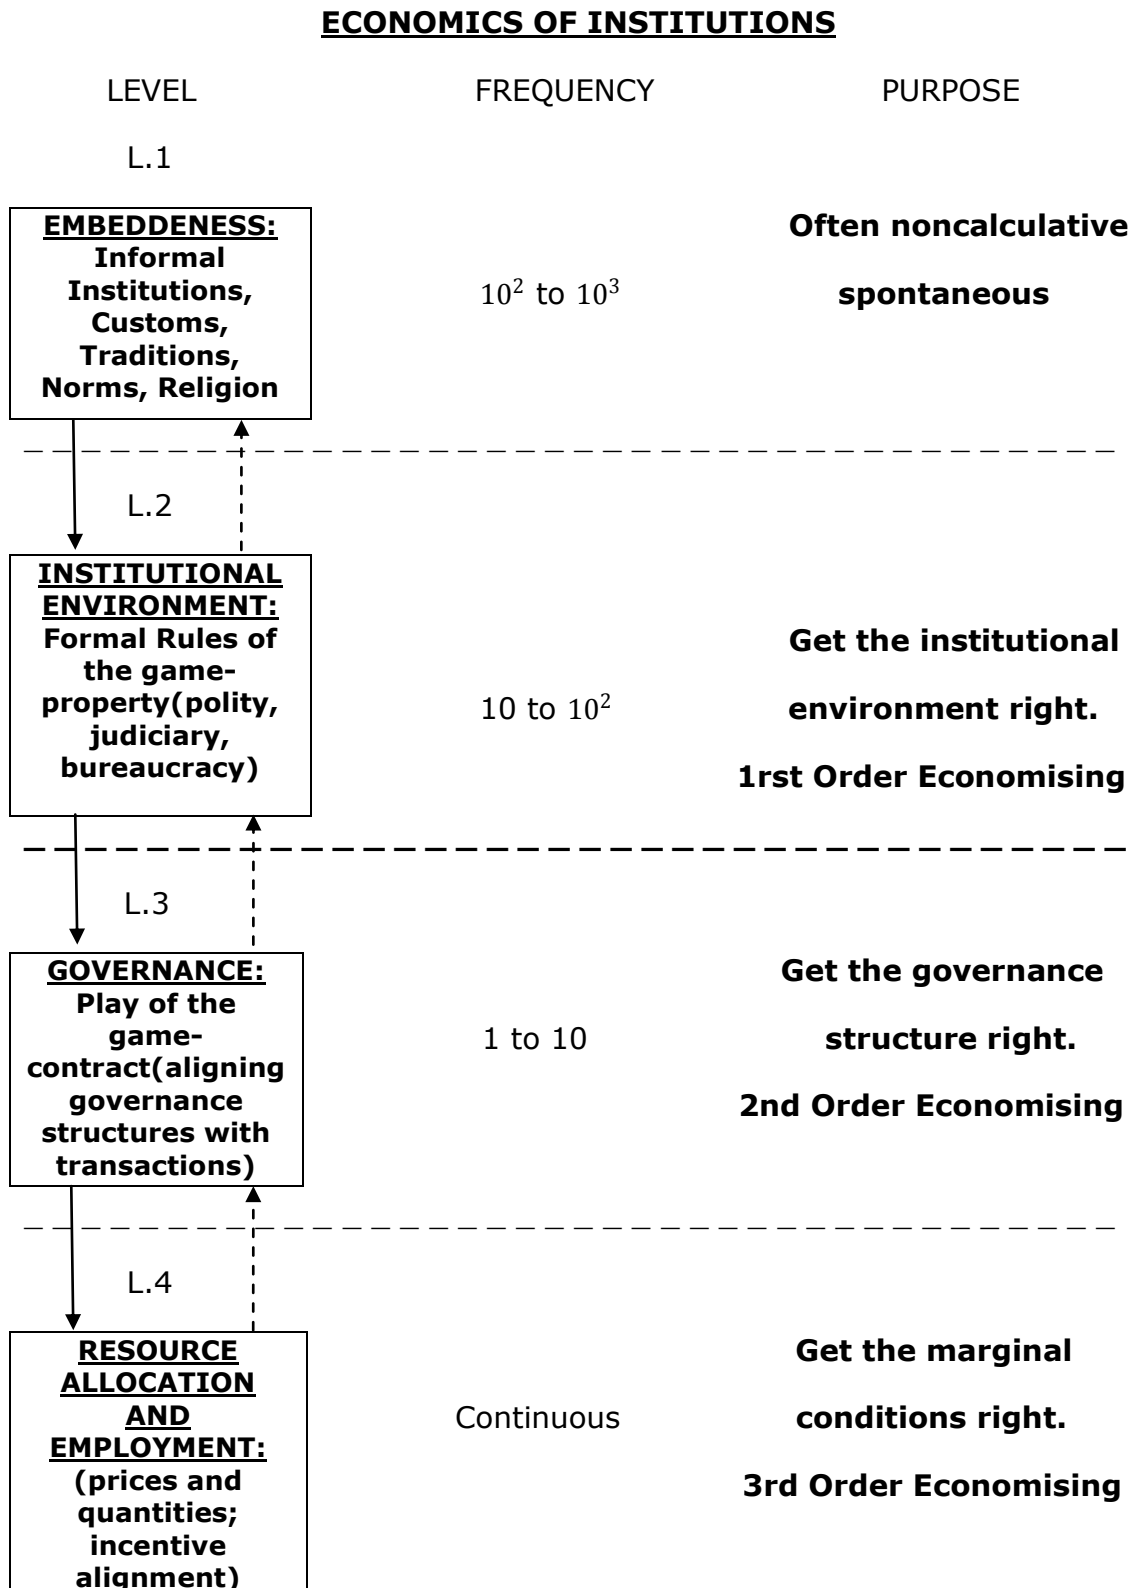 ECONOMICS OF INSTITUTIONS
LEVEL FREQUENCY PURPOSE
L.1
EMBEDDENESS:
Informal
Institutions,
Customs,
Traditions,
Norms, Religion
10² to 10³
Often noncalculative
spontaneous
L.2
INSTITUTIONAL
ENVIRONMENT:
Formal Rules of
the game-
property(polity,
judiciary,
bureaucracy)
10 to 10²
Get the institutional
environment right.
1rst Order Economising
L.3
GOVERNANCE:
Play of the
game-
contract(aligning
governance
structures with
transactions)
1 to 10
Get the governance
structure right.
2nd Order Economising
L.4
RESOURCE
ALLOCATION
AND
EMPLOYMENT:
(prices and
quantities;
incentive
alignment)
Continuous
Get the marginal
conditions right.
3rd Order Economising